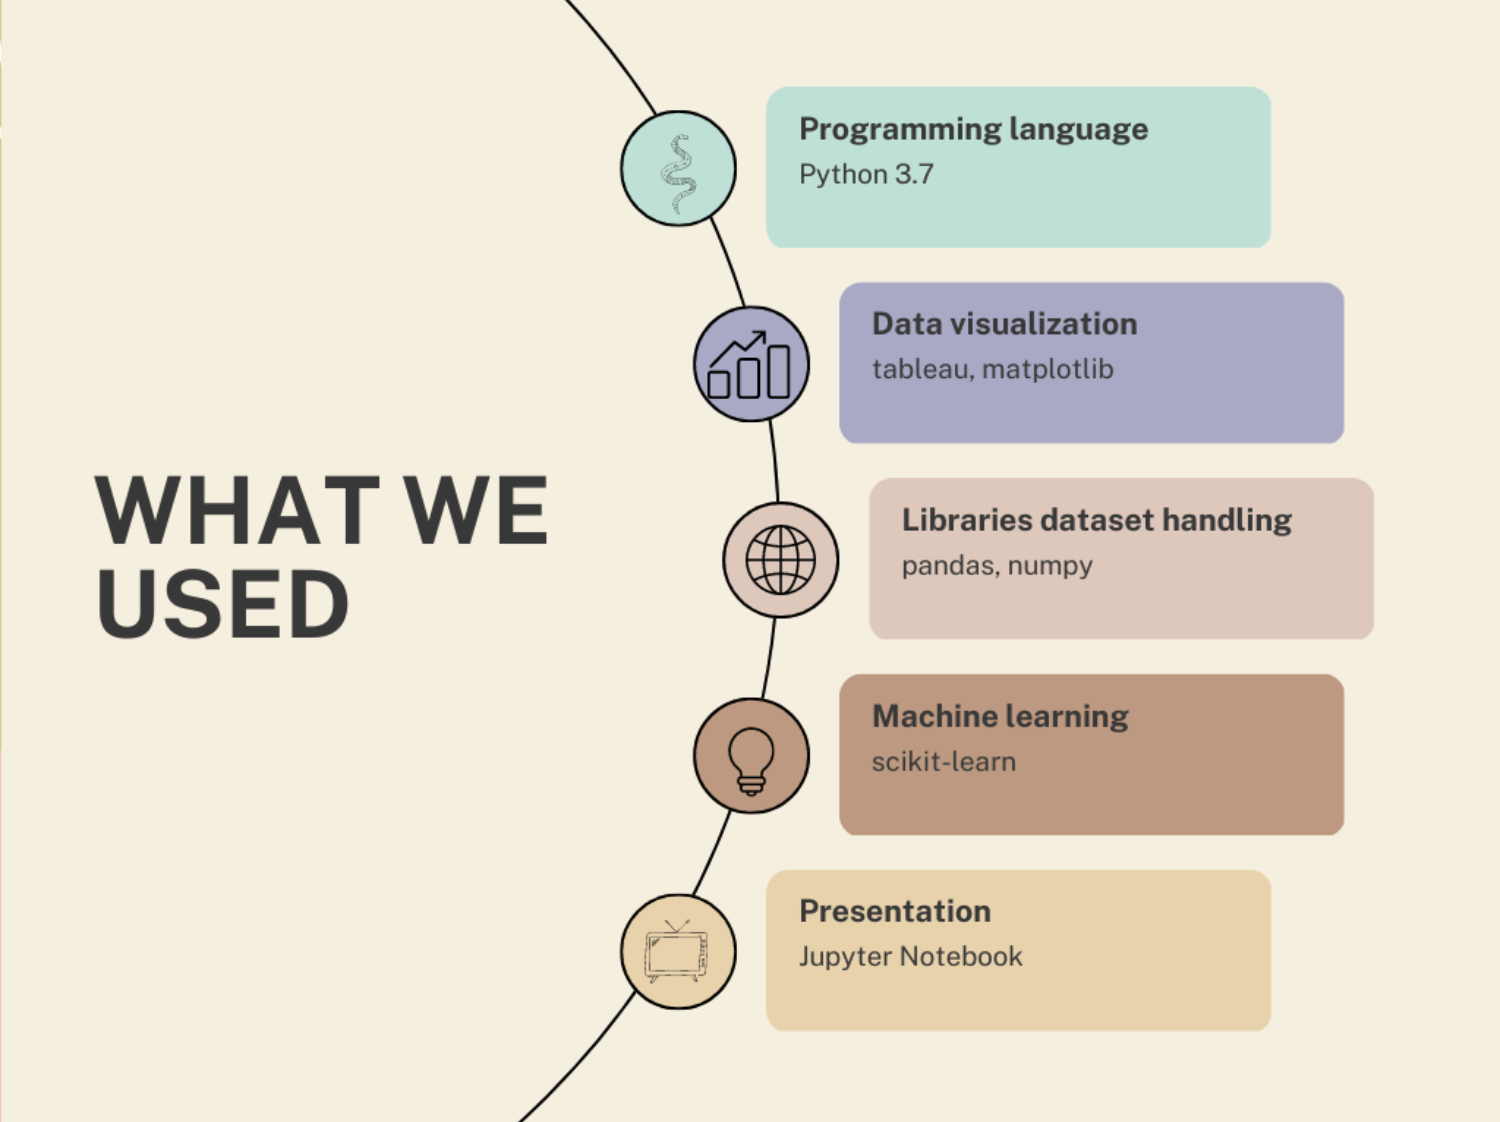 WHAT WE
USED
Programming language
Python 3.7
Data visualization
tableau, matplotlib
Libraries dataset handling
pandas, numpy
Machine learning
scikit-learn
Presentation
Jupyter Notebook